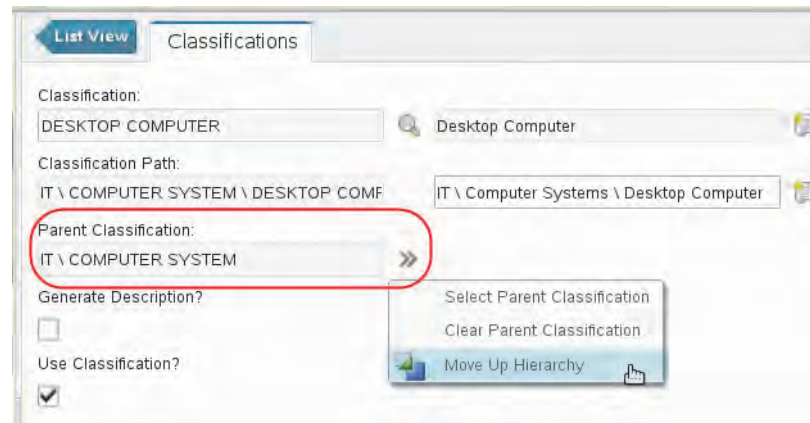 List View
Classifications
Classification:
DESKTOP COMPUTER
Desktop Computer
Classification Path:
IT \ COMPUTER SYSTEM \ DESKTOP COMP
IT \ Computer Systems \ Desktop Computer
Parent Classification:
IT \ COMPUTER SYSTEM
Generate Description?
Select Parent Classification
Clear Parent Classification
Use Classification?
Move Up Hierarchy